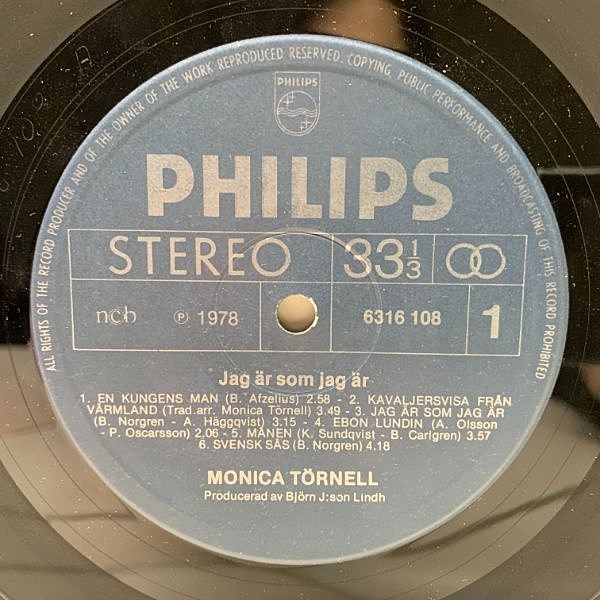 ALL RIGHTS OF THE RECORD PRODUCER AND OF THE OWNER OF THE WORK REPRODUCED RESERVED. COPYING, PUBLIC PERFORMANCE AND BROADCASTING OF THIS RECORD PROHIBITED
PHILIPS
PHILIPS
STEREO 33 1/3
ncb ℗ 1978 6316 108 1
Jag är som jag är
1. EN KUNGENS MAN (B. Afzelius) 2.58 - 2. KAVALJERSVISA FRÅN
VÄRMLAND (Trad.arr. Monica Törnell) 3.49 - 3. JAG ÄR SOM JAG ÄR
(B. Norgren - A. Häggqvist) 3.15 - 4. EBON LUNDIN (A. Olsson
- P. Oscarsson) 2.06 - 5. MÅNEN (K. Sundqvist - B. Carlgren) 3.57
6. SVENSK SÅS (B. Norgren) 4.18
MONICA TÖRNELL
Producerad av Björn J:son Lindh